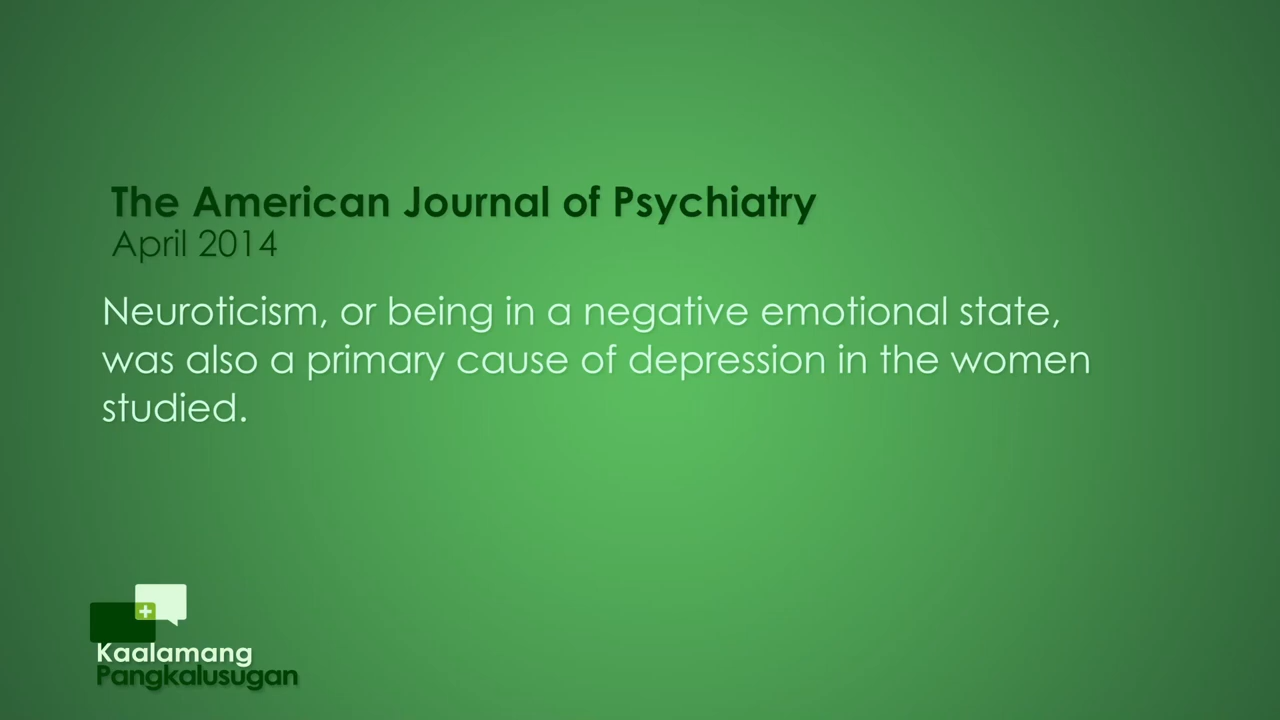 The American Journal of Psychiatry
April 2014
Neuroticism, or being in a negative emotional state,
was also a primary cause of depression in the women
studied.
Kaalamang
Pangkalusugan